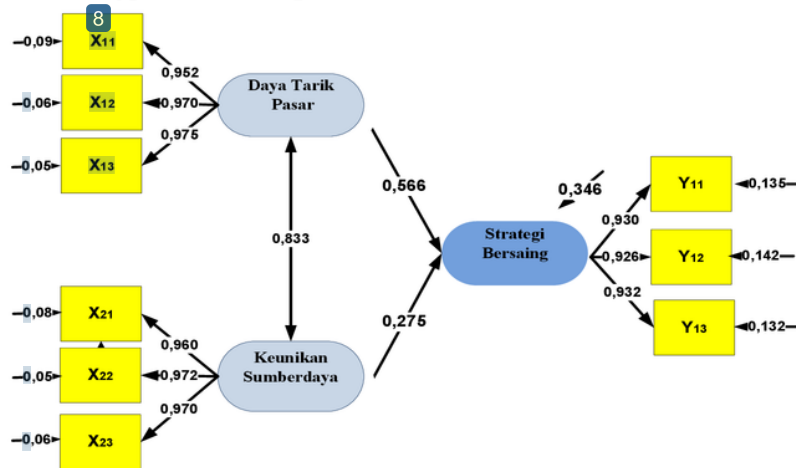 8
0,09
X11
0,952
Daya Tarik
Pasar
0,06
X12
0,970
0,975
0,05
X13
0,566
0,346
Y11
0,135
0,930
0,833
Strategi
Bersaing
0,926
Y12
0,142
0,932
0,08
X21
0,960
0,275
Y13
0,132
Keunikan
Sumberdaya
0,05
X22
0,972
0,970
0,06
X23